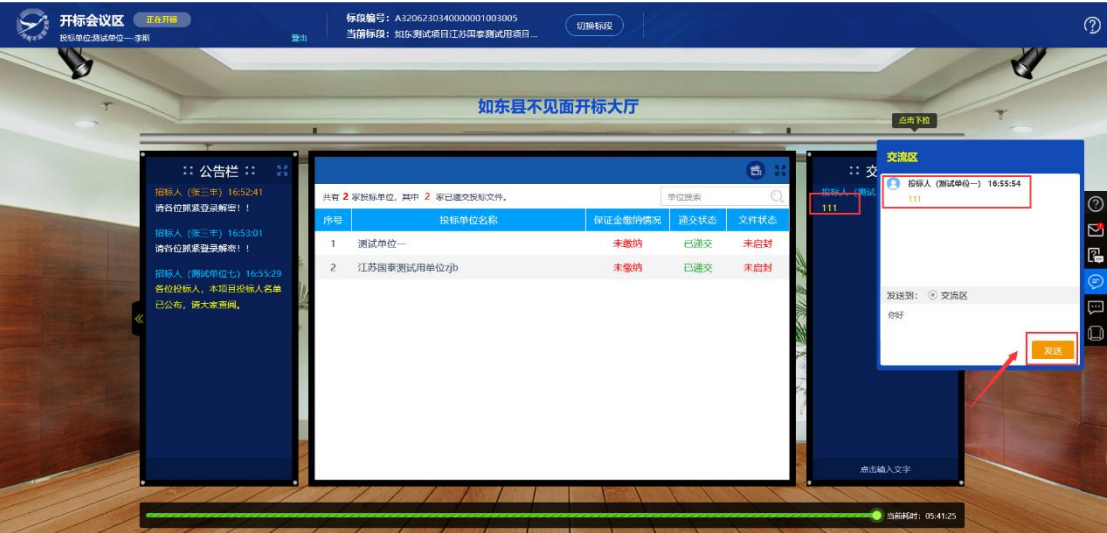 开标会议区 正在开标
投标单位:测试单位一-李斯 登出
标段编号：A3206230340000001003005
当前标段：如东测试项目江苏国泰测试用项目...
切换标段
如东县不见面开标大厅
点击下拉
:: 公告栏 ::
招标人（张三丰）16:52:41
请各位抓紧登录解密！！
招标人（张三丰）16:53:01
请各位抓紧登录解密！！
招标人（测试单位七）16:55:29
各位投标人，本项目投标人名单
已公布，请大家查阅。
共有 2 家投标单位，其中 2 家已递交投标文件。
单位搜索
序号 投标单位名称 保证金缴纳情况 递交状态 文件状态
1 测试单位一 未缴纳 已递交 未启封
2 江苏国泰测试用单位zjb 未缴纳 已递交 未启封
:: 交
投标人（测试
111
点击输入文字
交流区
投标人（测试单位一）16:55:54
111
发送到： 交流区
你好
发送
当前耗时：05:41:25